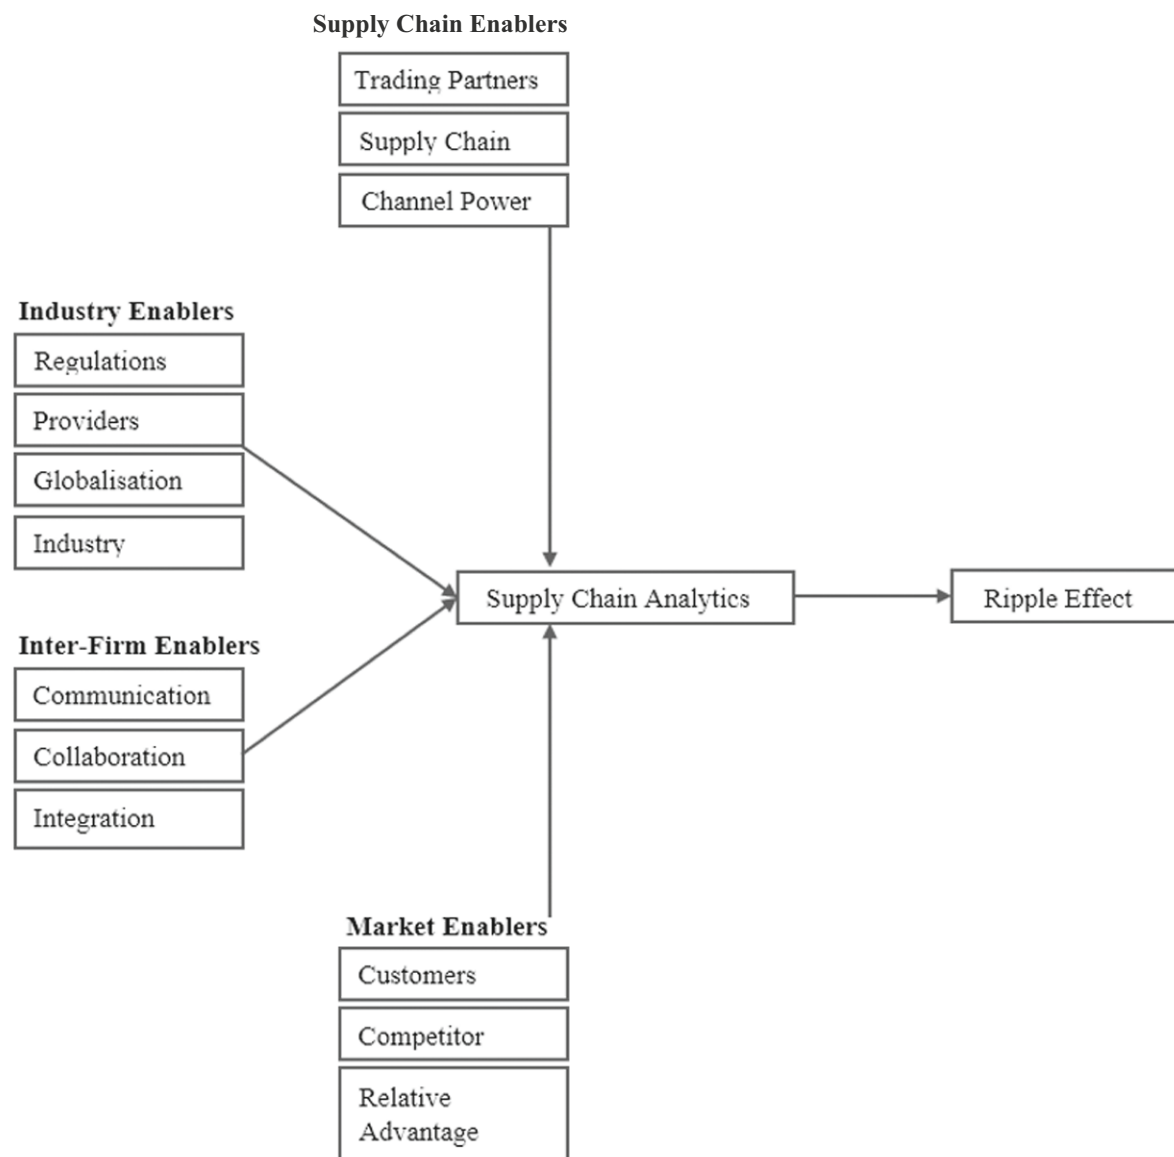 Supply Chain Enablers
Trading Partners
Supply Chain
Channel Power
Industry Enablers
Regulations
Providers
Globalisation
Industry
Supply Chain Analytics
Ripple Effect
Inter-Firm Enablers
Communication
Collaboration
Integration
Market Enablers
Customers
Competitor
Relative
Advantage